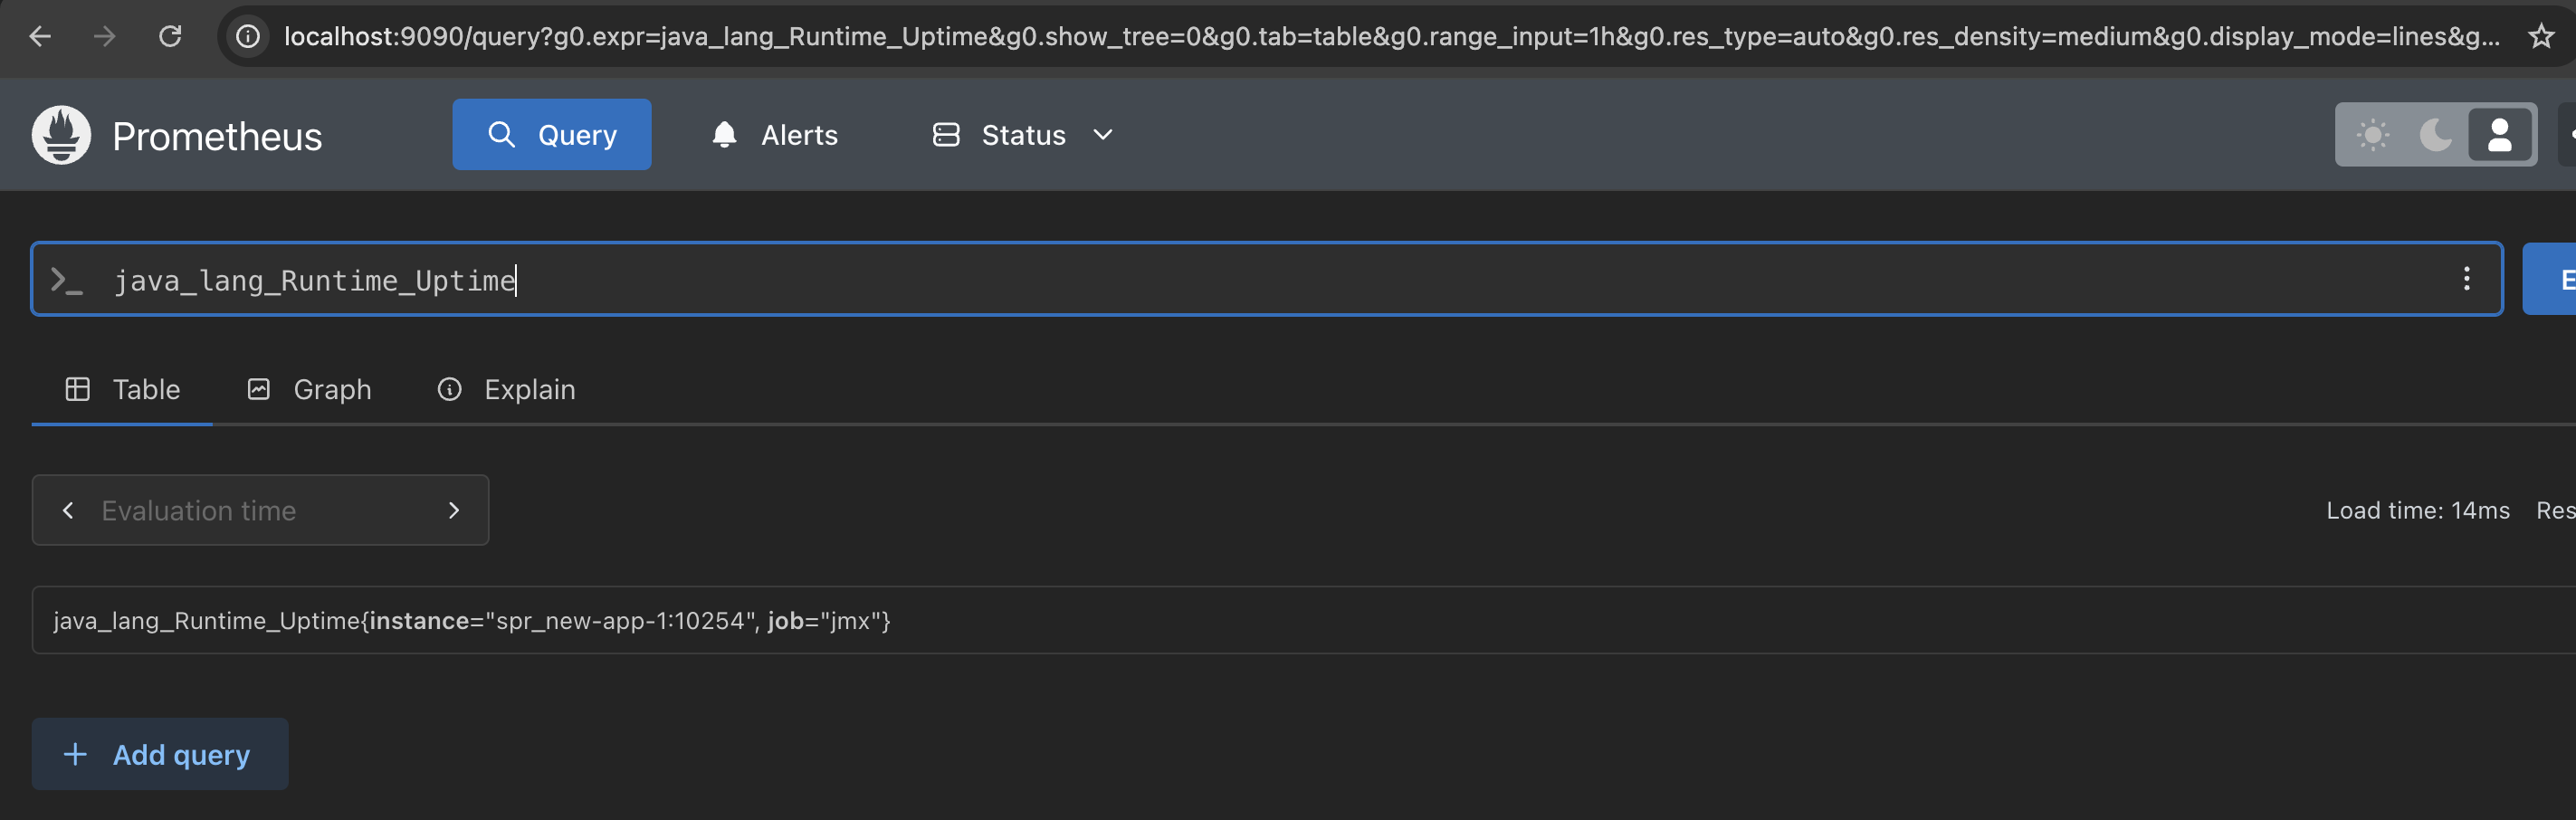 localhost:9090/query?g0.expr=java_lang_Runtime_Uptime&g0.show_tree=0&g0.tab=table&g0.range_input=1h&g0.res_type=auto&g0.res_density=medium&g0.display_mode=lines&g...
Prometheus Query Alerts Status
>_ java_lang_Runtime_Uptime
Table Graph Explain
Evaluation time Load time: 14ms
java_lang_Runtime_Uptime{instance="spr_new-app-1:10254", job="jmx"}
+ Add query